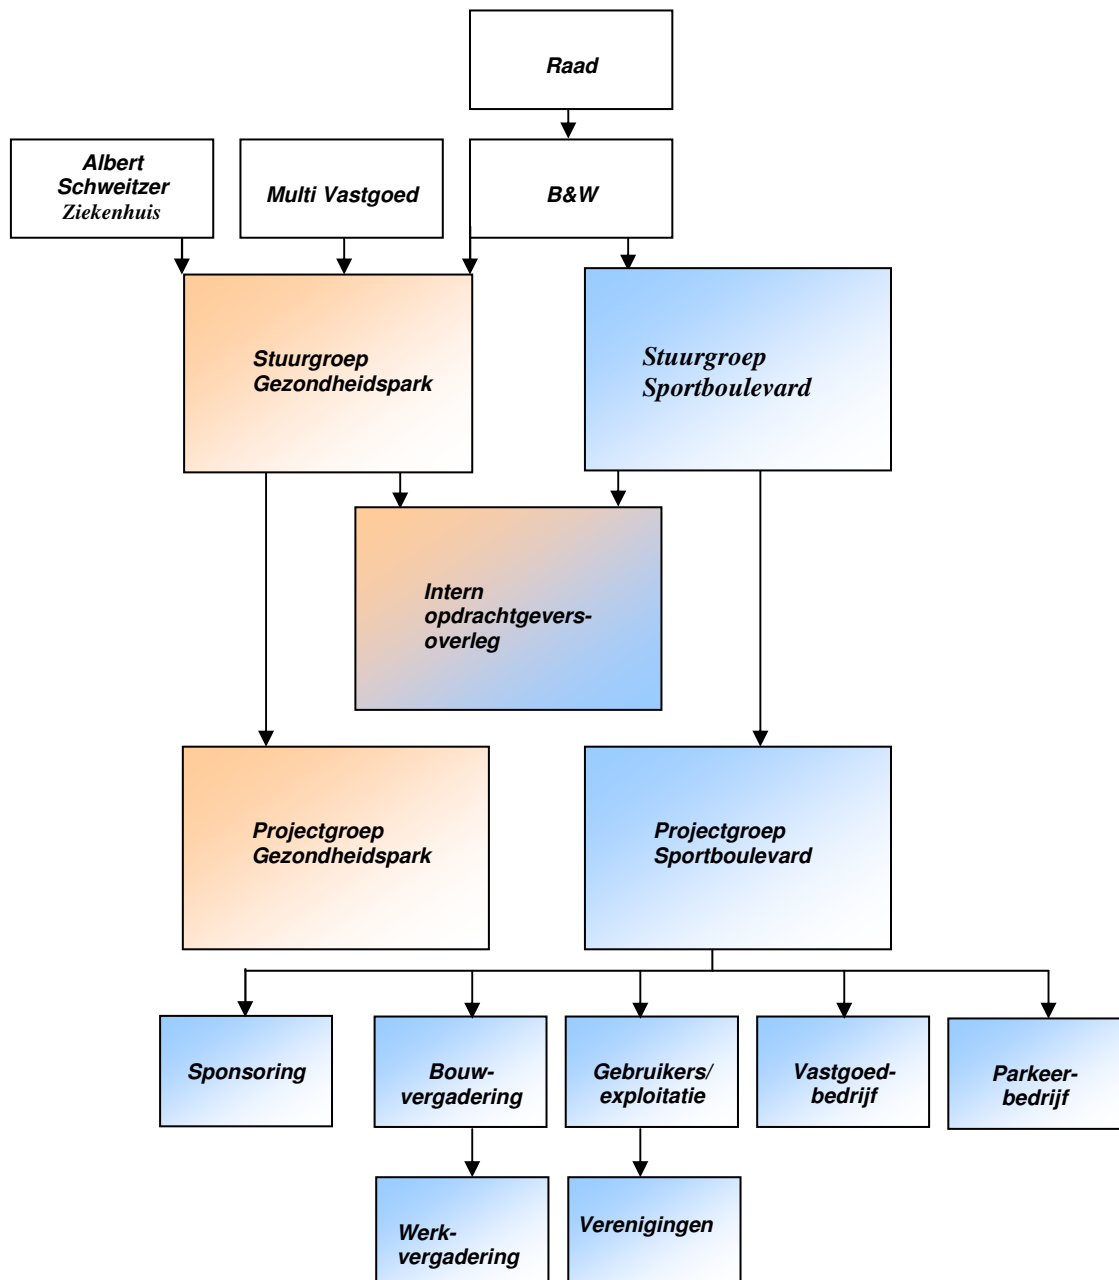 Raad
Albert
Schweitzer
Ziekenhuis
Multi Vastgoed
B&W
Stuurgroep
Gezondheidspark
Stuurgroep
Sportboulevard
Intern
opdrachtgevers-
overleg
Projectgroep
Gezondheidspark
Projectgroep
Sportboulevard
Sponsoring
Bouw-
vergadering
Gebruikers/
exploitatie
Vastgoed-
bedrijf
Parkeer-
bedrijf
Werk-
vergadering
Verenigingen